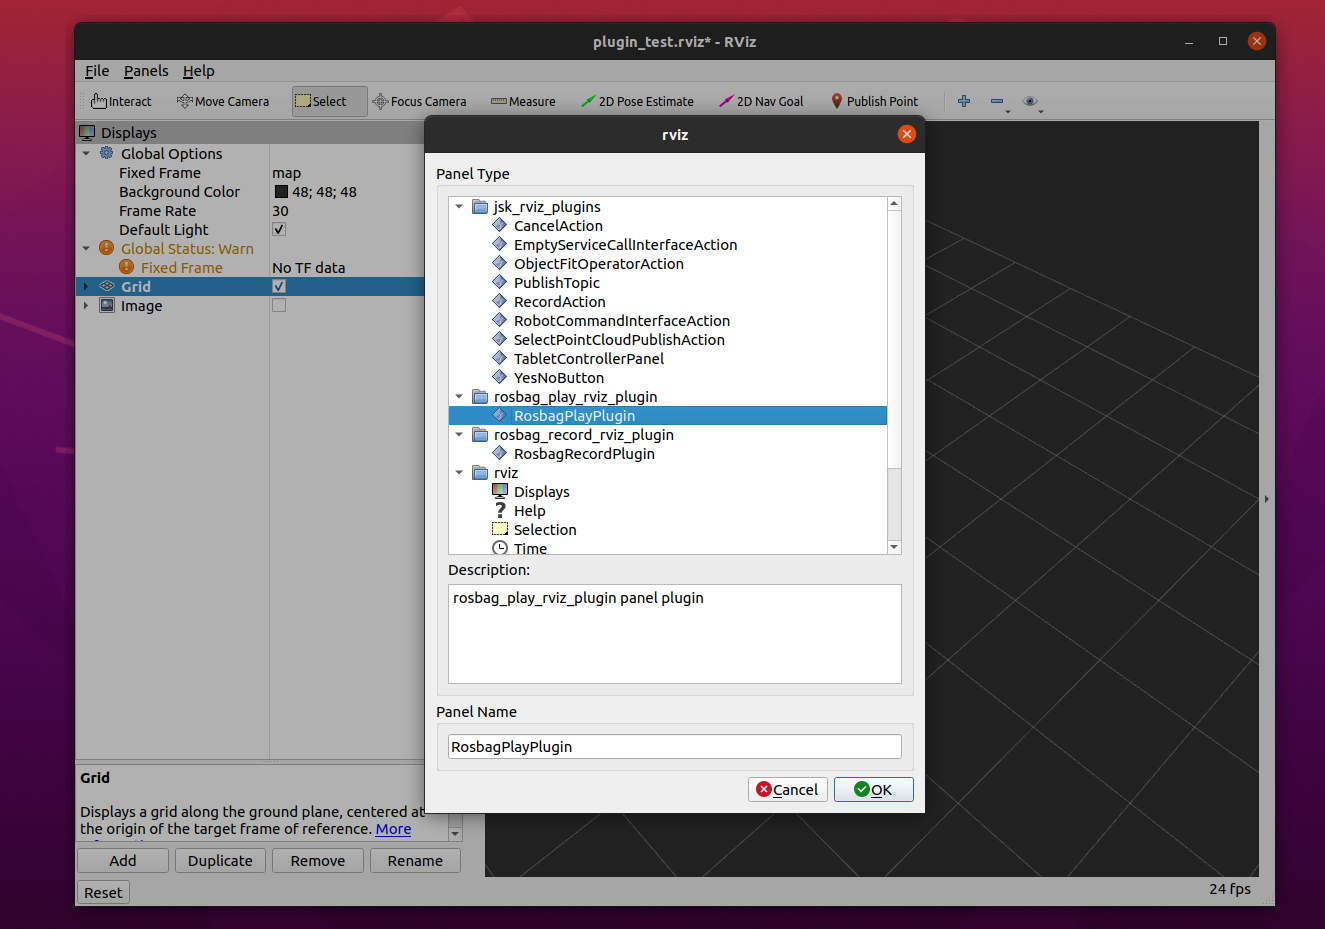 plugin_test.rviz* - RViz
File Panels Help
Interact Move Camera Select Focus Camera Measure 2D Pose Estimate 2D Nav Goal Publish Point
Displays
Global Options
Fixed Frame map
Background Color 48; 48; 48
Frame Rate 30
Default Light
Global Status: Warn
Fixed Frame No TF data
Grid
Image
rviz
Panel Type
jsk_rviz_plugins
CancelAction
EmptyServiceCallInterfaceAction
ObjectFitOperatorAction
PublishTopic
RecordAction
RobotCommandInterfaceAction
SelectPointCloudPublishAction
TabletControllerPanel
YesNoButton
rosbag_play_rviz_plugin
RosbagPlayPlugin
rosbag_record_rviz_plugin
RosbagRecordPlugin
rviz
Displays
Help
Selection
Time
Description:
rosbag_play_rviz_plugin panel plugin
Panel Name
RosbagPlayPlugin
Cancel OK
Grid
Displays a grid along the ground plane, centered at
the origin of the target frame of reference. More
Add Duplicate Remove Rename
Reset
24 fps